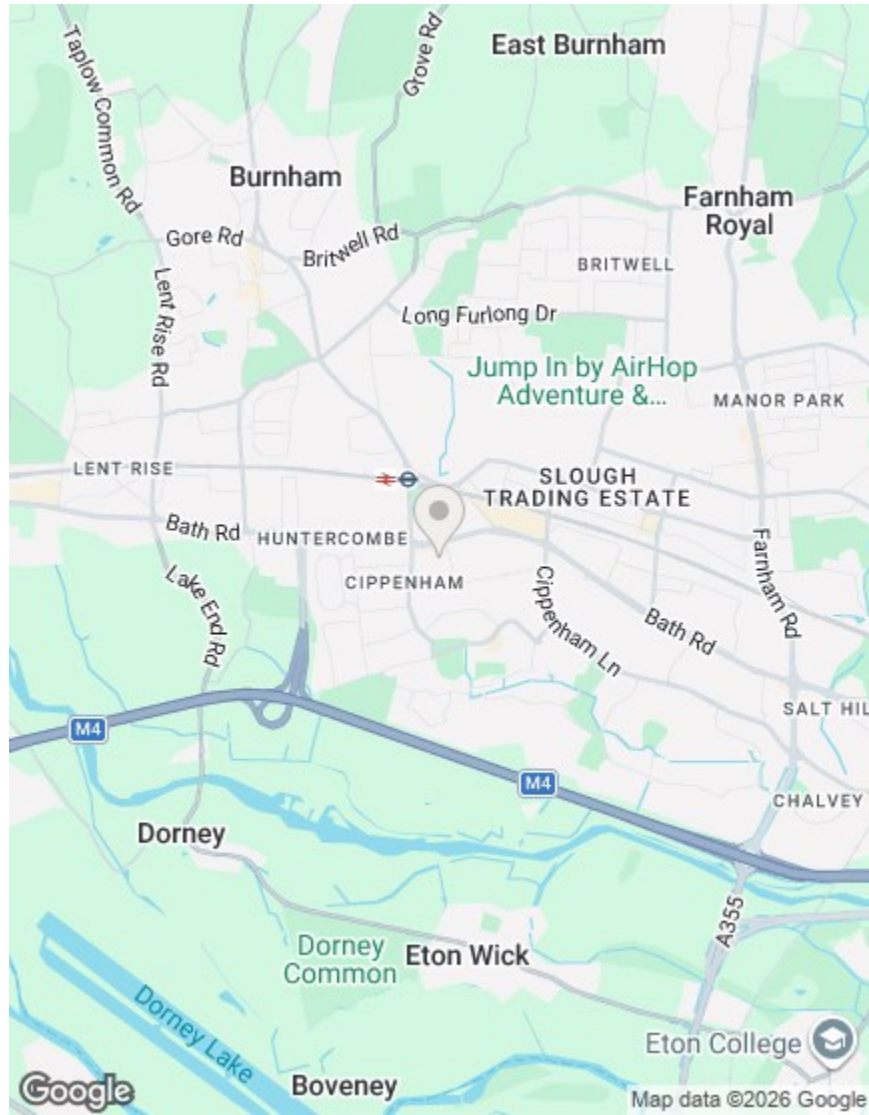 Taplow Common Rd
Grove Rd
East Burnham
Burnham
Farnham
Royal
Gore Rd
Britwell Rd
BRITWELL
Lent Rise Rd
Long Furlong Dr
Jump In by AirHop
Adventure &...
MANOR PARK
LENT RISE
SLOUGH
TRADING ESTATE
Bath Rd
HUNTERCOMBE
Farnham Rd
Lake End Rd
CIPPENHAM
Cippenham Ln
Bath Rd
SALT HIL
M4
M4
CHALVEY
Dorney
A355
Dorney
Common
Eton Wick
Dorney Lake
Eton College
Boveney
Google
Map data ©2026 Google